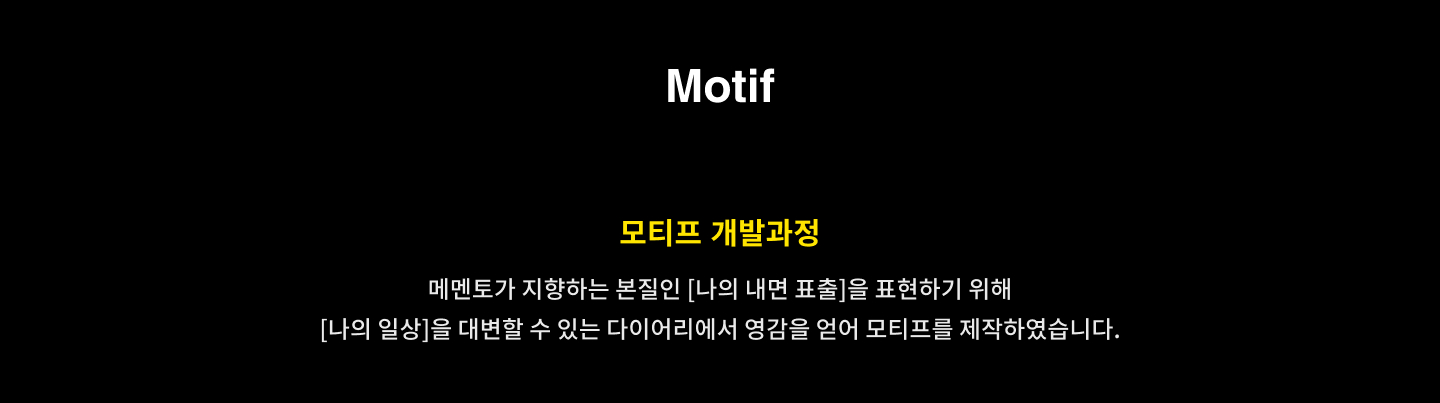 Motif
모티프 개발과정
메멘토가 지향하는 본질인 [나의 내면 표출]을 표현하기 위해
[나의 일상]을 대변할 수 있는 다이어리에서 영감을 얻어 모티프를 제작하였습니다.